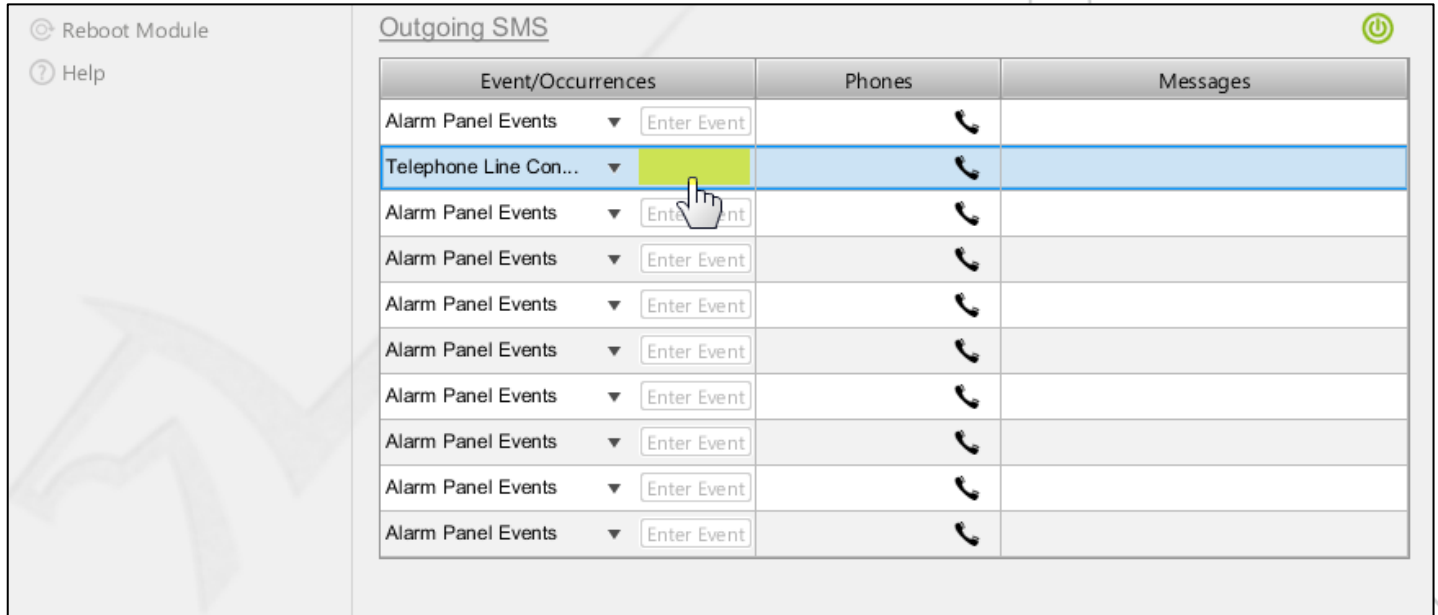 Reboot Module
Help
Outgoing SMS
Event/Occurrences Phones Messages
Alarm Panel Events Enter Event
Telephone Line Con...
Alarm Panel Events Enter Event
Alarm Panel Events Enter Event
Alarm Panel Events Enter Event
Alarm Panel Events Enter Event
Alarm Panel Events Enter Event
Alarm Panel Events Enter Event
Alarm Panel Events Enter Event
Alarm Panel Events Enter Event